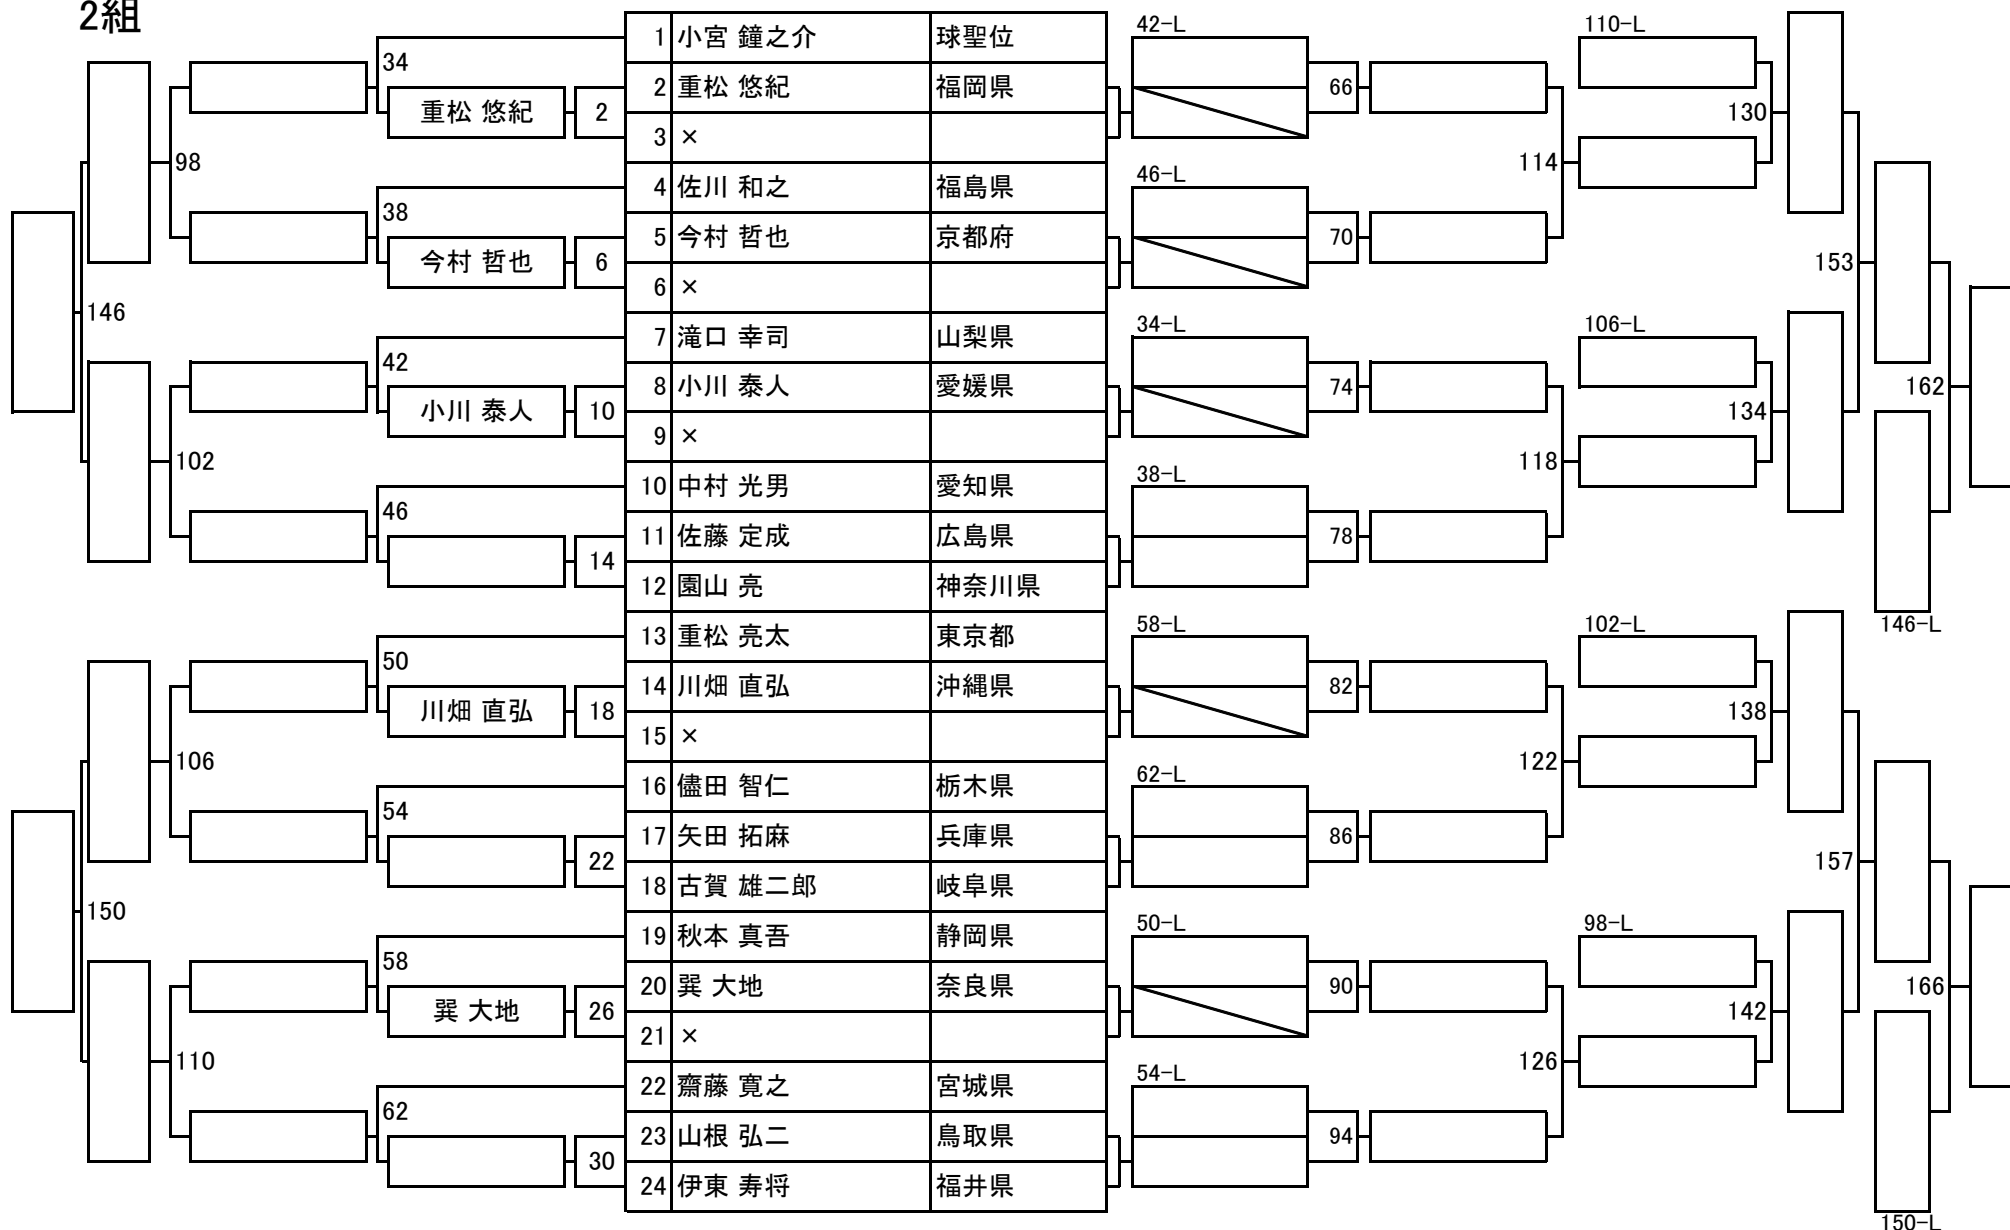 2組
1 小宮 鐘之介 球聖位
42-L
110-L
34
2 重松 悠紀 福岡県
66
重松 悠紀 2
130
3 ×
98
114
46-L
4 佐川 和之 福島県
38
5 今村 哲也 京都府
70
今村 哲也 6
153
6 ×
146
34-L
106-L
7 滝口 幸司 山梨県
42
8 小川 泰人 愛媛県
74
162
小川 泰人 10
134
9 ×
102
118
38-L
10 中村 光男 愛知県
46
11 佐藤 定成 広島県
78
14
12 園山 亮 神奈川県
58-L
102-L
146-L
13 重松 亮太 東京都
50
14 川畑 直弘 沖縄県
82
川畑 直弘 18
138
15 ×
106
122
62-L
16 儘田 智仁 栃木県
54
17 矢田 拓麻 兵庫県
86
22
157
18 古賀 雄二郎 岐阜県
150
50-L
98-L
19 秋本 真吾 静岡県
58
20 巽 大地 奈良県
90
166
巽 大地 26
142
21 ×
110
126
54-L
22 齋藤 寛之 宮城県
62
23 山根 弘二 鳥取県
94
30
24 伊東 寿将 福井県
150-L